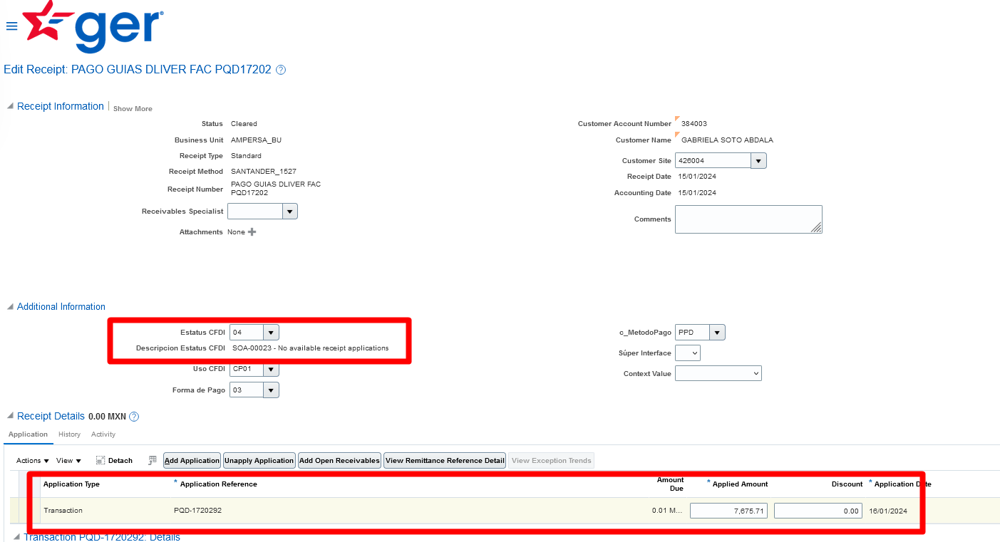 ger
Edit Receipt: PAGO GUIAS DLIVER FAC PQD17202 ?
Receipt Information | Show More
Status Cleared
Business Unit AMPERSA_BU
Receipt Type Standard
Receipt Method SANTANDER_1527
Receipt Number PAGO GUIAS DLIVER FAC
PQD17202
Receivables Specialist
Attachments None
Customer Account Number 384003
Customer Name GABRIELA SOTO ABDALA
Customer Site 426004
Receipt Date 15/01/2024
Accounting Date 15/01/2024
Comments
Additional Information
Estatus CFDI 04
Descripcion Estatus CFDI SOA-00023 - No available receipt applications
Uso CFDI CP01
Forma de Pago 03
c_MetodoPago PPD
Súper Interface
Context Value
Receipt Details 0.00 MXN ?
Application History Activity
Actions View Detach Add Application Unapply Application Add Open Receivables View Remittance Reference Detail View Exception Trends
Application Type * Application Reference Amount Due * Applied Amount Discount * Application Date
Transaction PQD-1720292 0.01 M... 7,675.71 0.00 16/01/2024
Transaction PQD-1720292: Details